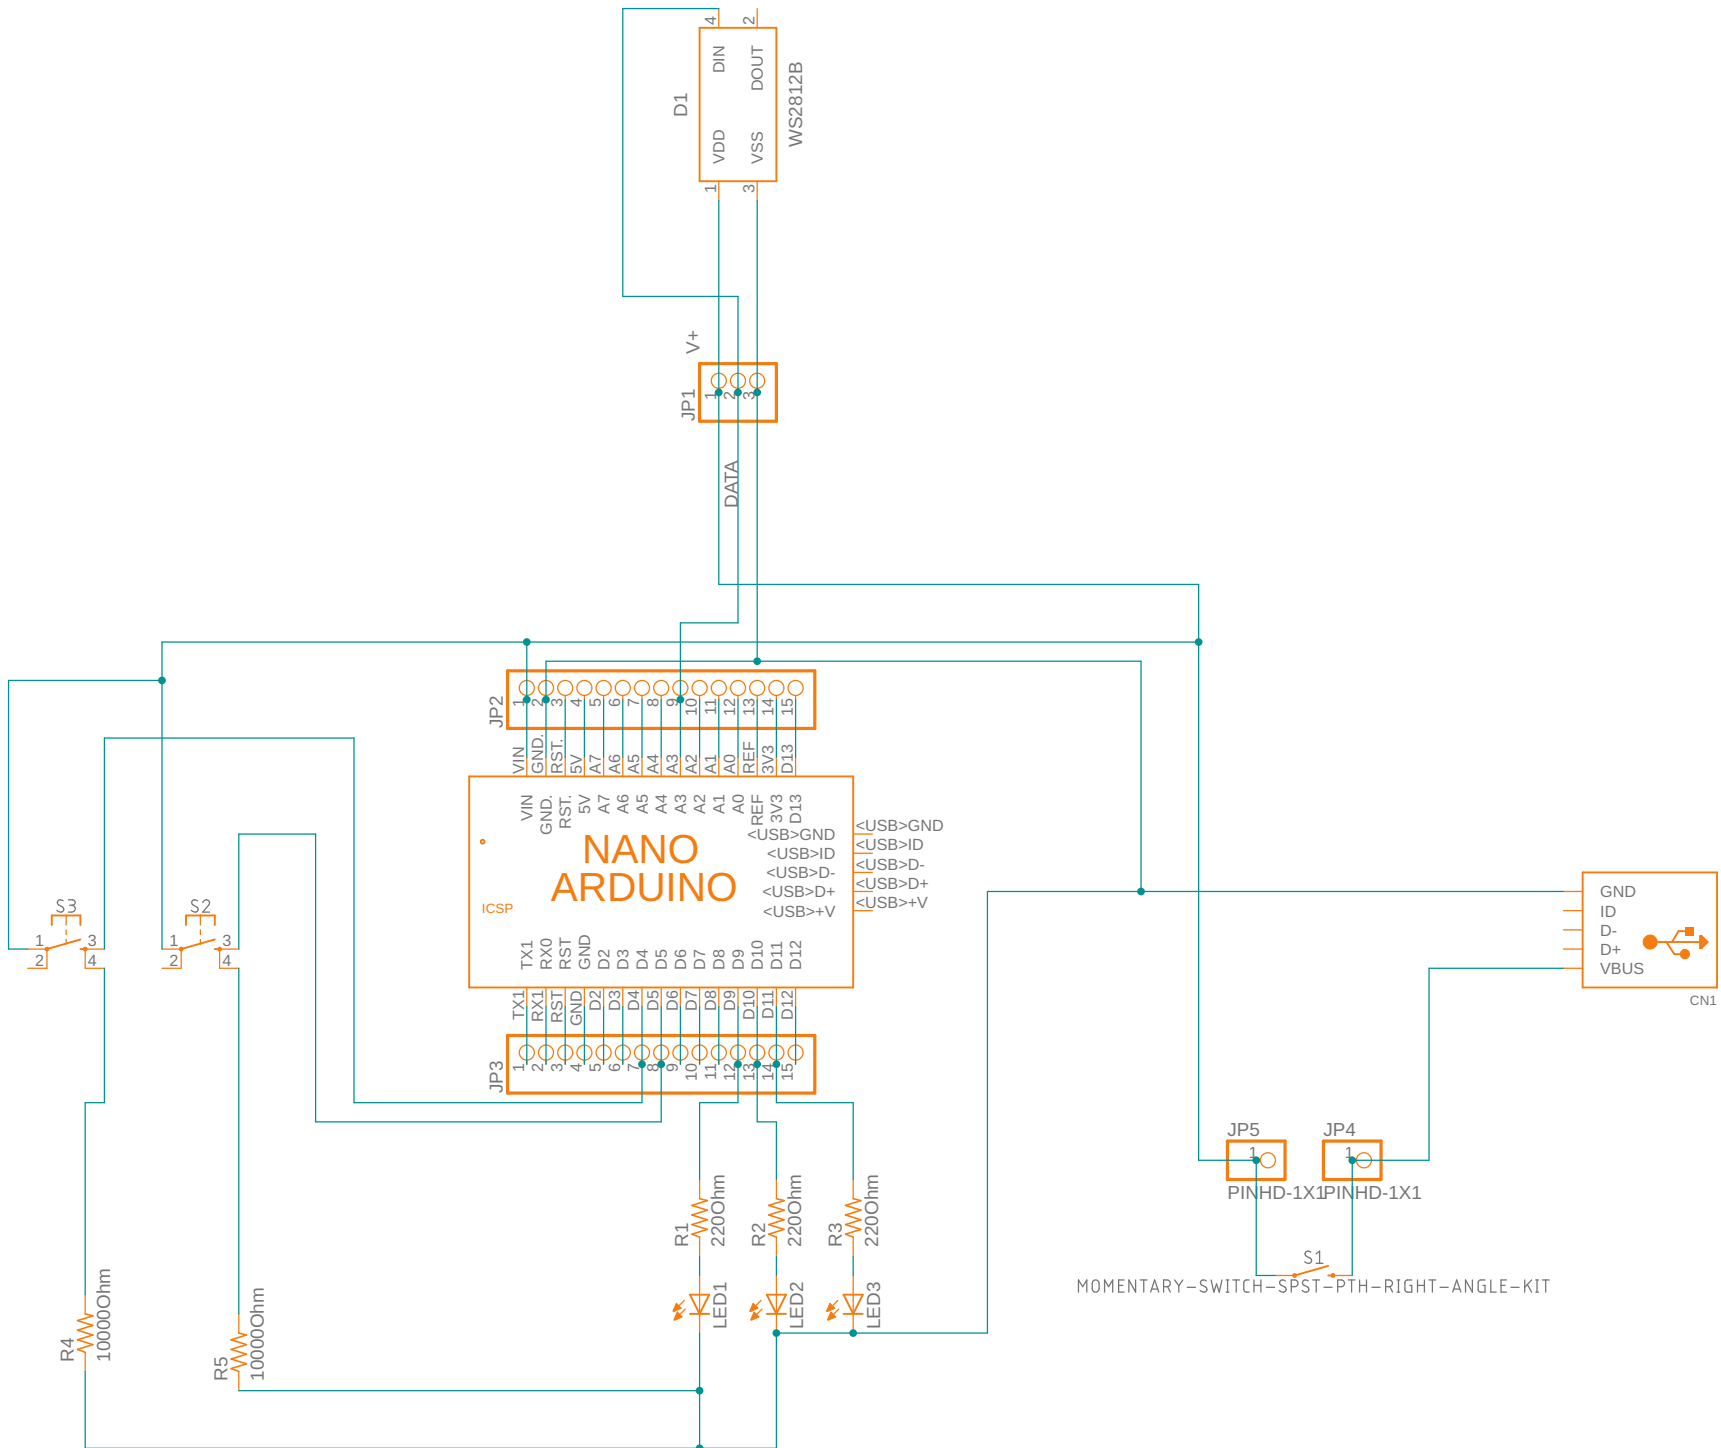 4 2
DIN DOUT
D1
WS2812B
VDD VSS
1 3
V+
JP1
1 2 3
DATA
JP2
1 2 3 4 5 6 7 8 9 10 11 12 13 14 15
VIN GND. RST. 5V A7 A6 A5 A4 A3 A2 A1 A0 REF 3V3 D13
VIN GND. RST. 5V A7 A6 A5 A4 A3 A2 A1 A0 REF 3V3 D13
<USB>GND <USB>GND
<USB>ID <USB>ID
<USB>D- <USB>D-
<USB>D+ <USB>D+
<USB>+V <USB>+V
NANO
ARDUINO
ICSP
TX1 RX0 RST GND D2 D3 D4 D5 D6 D7 D8 D9 D10 D11 D12
TX1 RX1 RST GND D2 D3 D4 D5 D6 D7 D8 D9 D10 D11 D12
JP3
1 2 3 4 5 6 7 8 9 10 11 12 13 14 15
S3
1 3
2 4
S2
1 3
2 4
GND
ID
D-
D+
VBUS
CN1
JP5
1
PINHD-1X1
JP4
1
PINHD-1X1
S1
MOMENTARY-SWITCH-SPST-PTH-RIGHT-ANGLE-KIT
R1
220Ohm
R2
220Ohm
R3
220Ohm
LED1
LED2
LED3
R4
10000Ohm
R5
10000Ohm